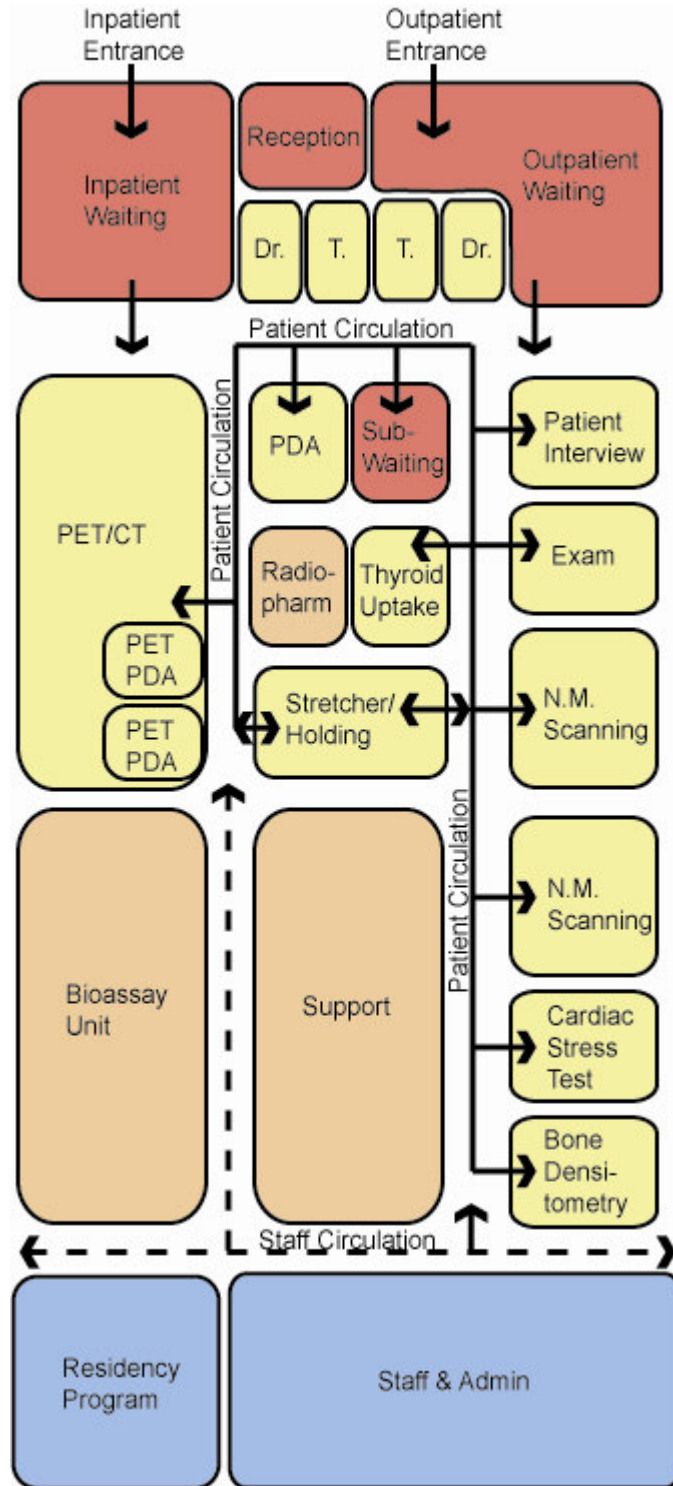 Inpatient
Entrance
Outpatient
Entrance
Inpatient
Waiting
Reception
Outpatient
Waiting
Dr.
T.
T.
Dr.
Patient Circulation
Patient Circulation
PDA
Sub-
Waiting
Patient
Interview
PET/CT
Radio-
pharm
Thyroid
Uptake
Exam
PET
PDA
PET
PDA
Stretcher/
Holding
N.M.
Scanning
Patient Circulation
N.M.
Scanning
Bioassay
Unit
Support
Cardiac
Stress
Test
Bone
Densi-
tometry
Staff Circulation
Residency
Program
Staff & Admin